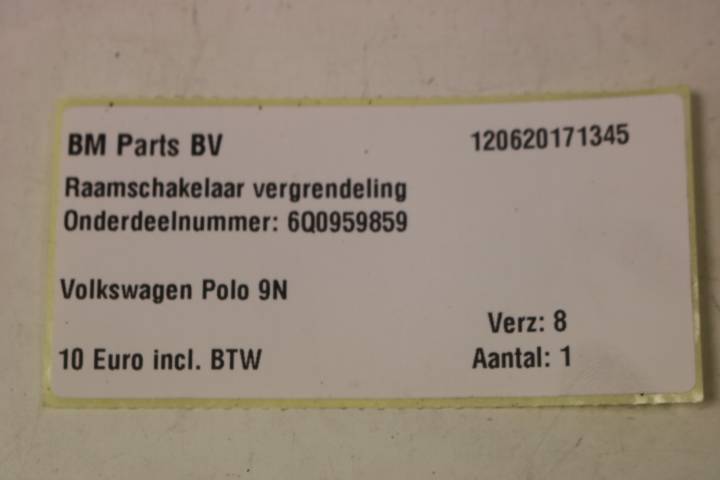 BM Parts BV 120620171345
Raamschakelaar vergrendeling
Onderdeelnummer: 6Q0959859
Volkswagen Polo 9N
Verz: 8
10 Euro incl. BTW Aantal: 1